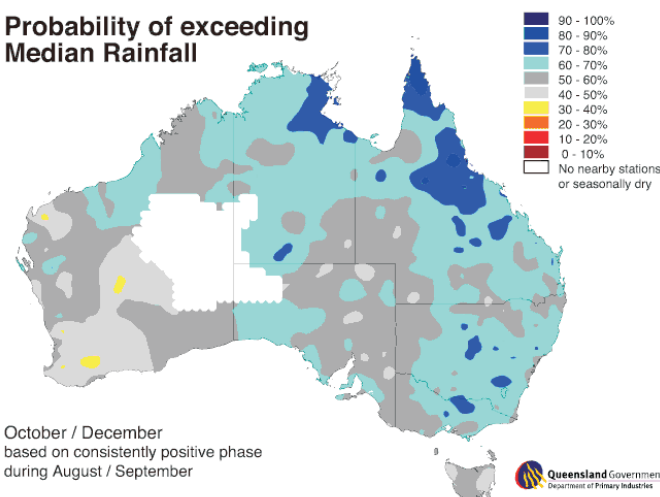 Probability of exceeding
Median Rainfall
90 - 100%
80 - 90%
70 - 80%
60 - 70%
50 - 60%
40 - 50%
30 - 40%
20 - 30%
10 - 20%
0 - 10%
No nearby stations
or seasonally dry
October / December
based on consistently positive phase
during August / September
Queensland Governmen
Department of Primary Industries